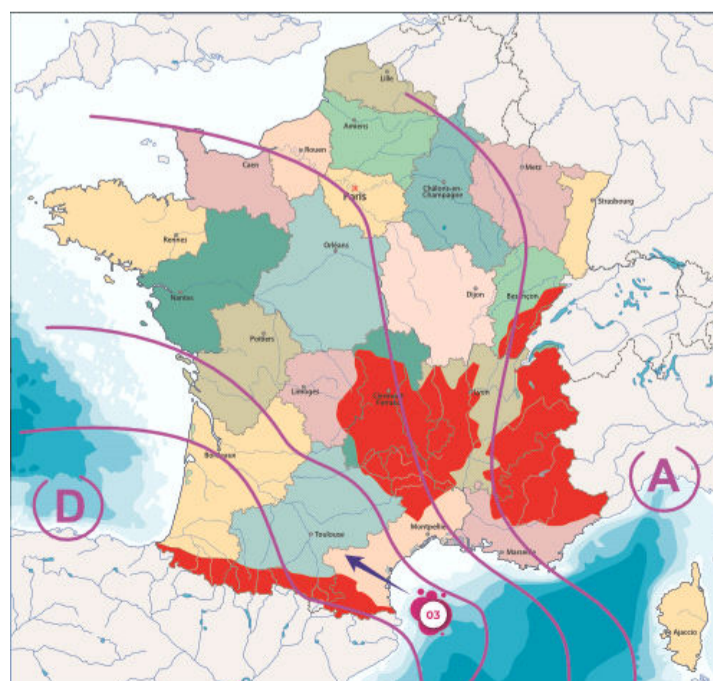 Lille
Amiens
Rouen
Caen
Metz
Châlons-en-
Champagne
Paris
Strasbourg
Rennes
Orléans
Nantes
Dijon
Besançon
Poitiers
Limoges
Clermont-
Ferrand
Lyon
Bordeaux
D
A
Toulouse
Montpellier
Marseille
03
Ajaccio